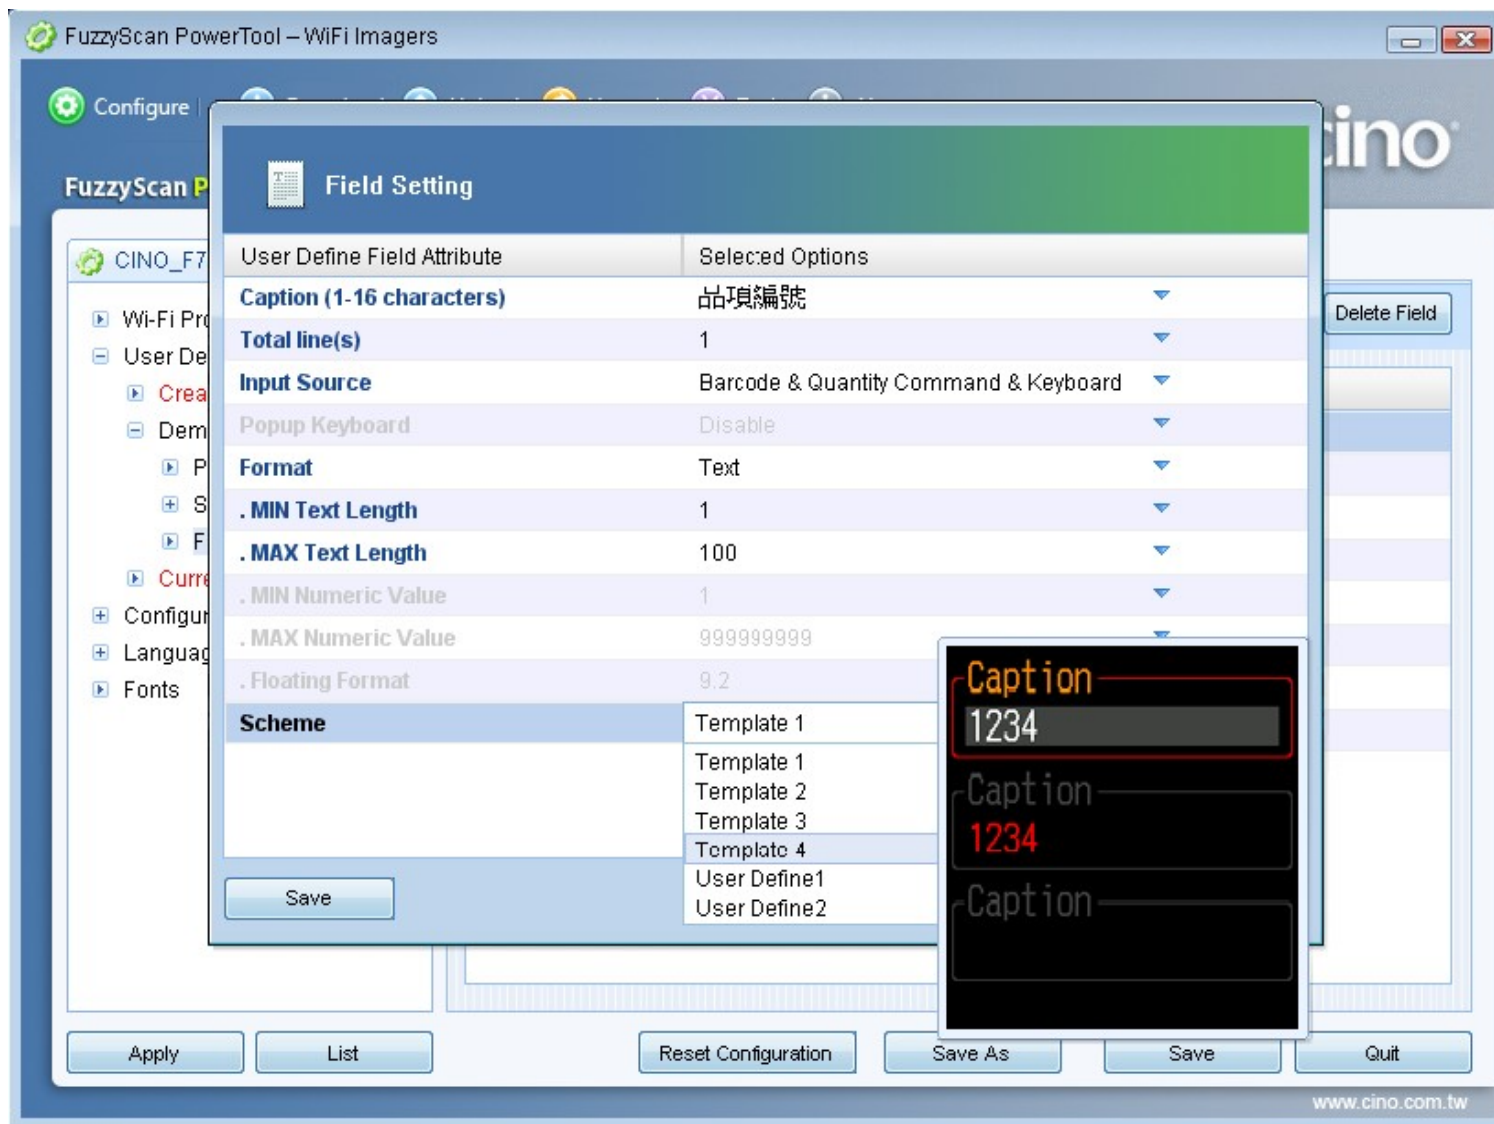 FuzzyScan PowerTool – WiFi Imagers
Configure
cino
FuzzyScan P
Field Setting
CINO_F7
User Define Field Attribute Selected Options
Caption (1-16 characters) 品項編號
Total line(s) 1
Input Source Barcode & Quantity Command & Keyboard
Popup Keyboard Disable
Format Text
. MIN Text Length 1
. MAX Text Length 100
. MIN Numeric Value 1
. MAX Numeric Value 999999999
. Floating Format 9.2
Scheme Template 1
Template 1
Template 2
Template 3
Template 4
User Define1
User Define2
Save
Caption
1234
Caption
1234
Caption
Delete Field
Wi-Fi Pro
User De
Crea
Dem
P
S
F
Curre
Configur
Languag
Fonts
Apply List Reset Configuration Save As Save Quit
www.cino.com.tw